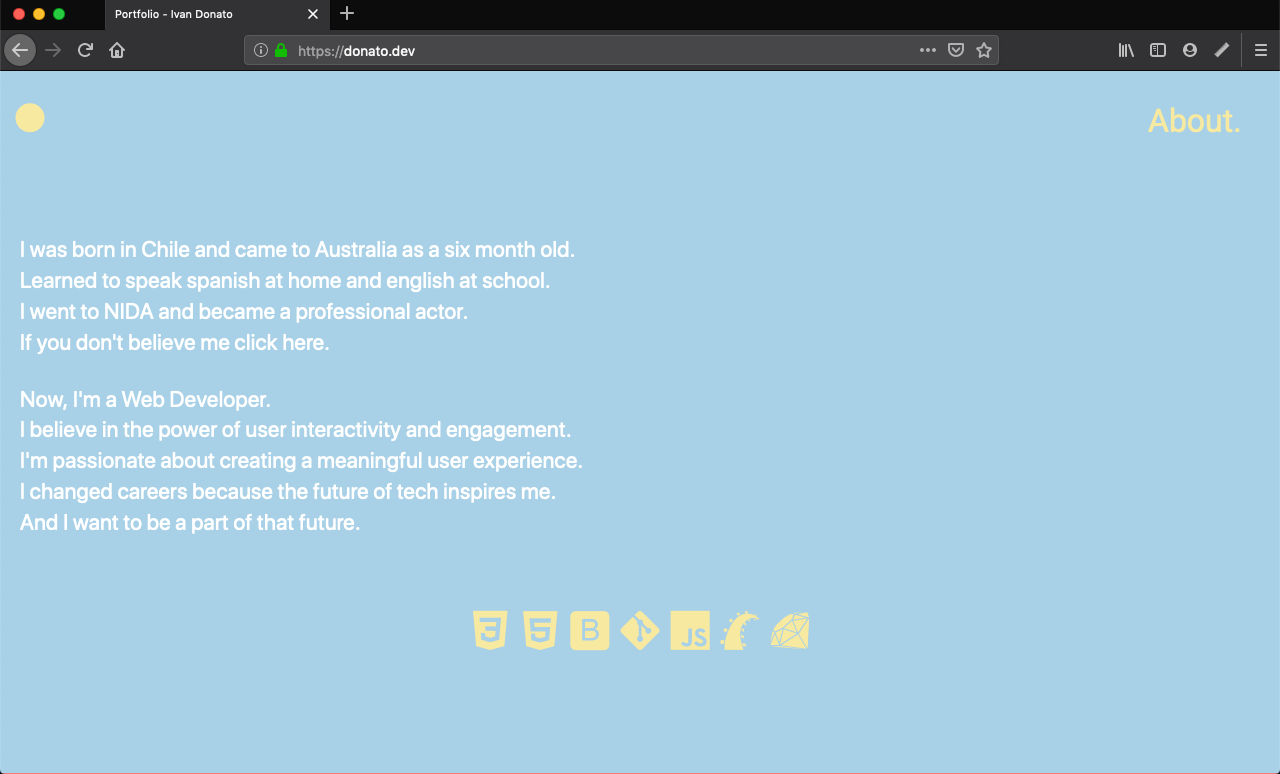 Portfolio - Ivan Donato
https://donato.dev
About.
I was born in Chile and came to Australia as a six month old.
Learned to speak spanish at home and english at school.
I went to NIDA and became a professional actor.
If you don't believe me click here.
Now, I'm a Web Developer.
I believe in the power of user interactivity and engagement.
I'm passionate about creating a meaningful user experience.
I changed careers because the future of tech inspires me.
And I want to be a part of that future.
3 5 B JS